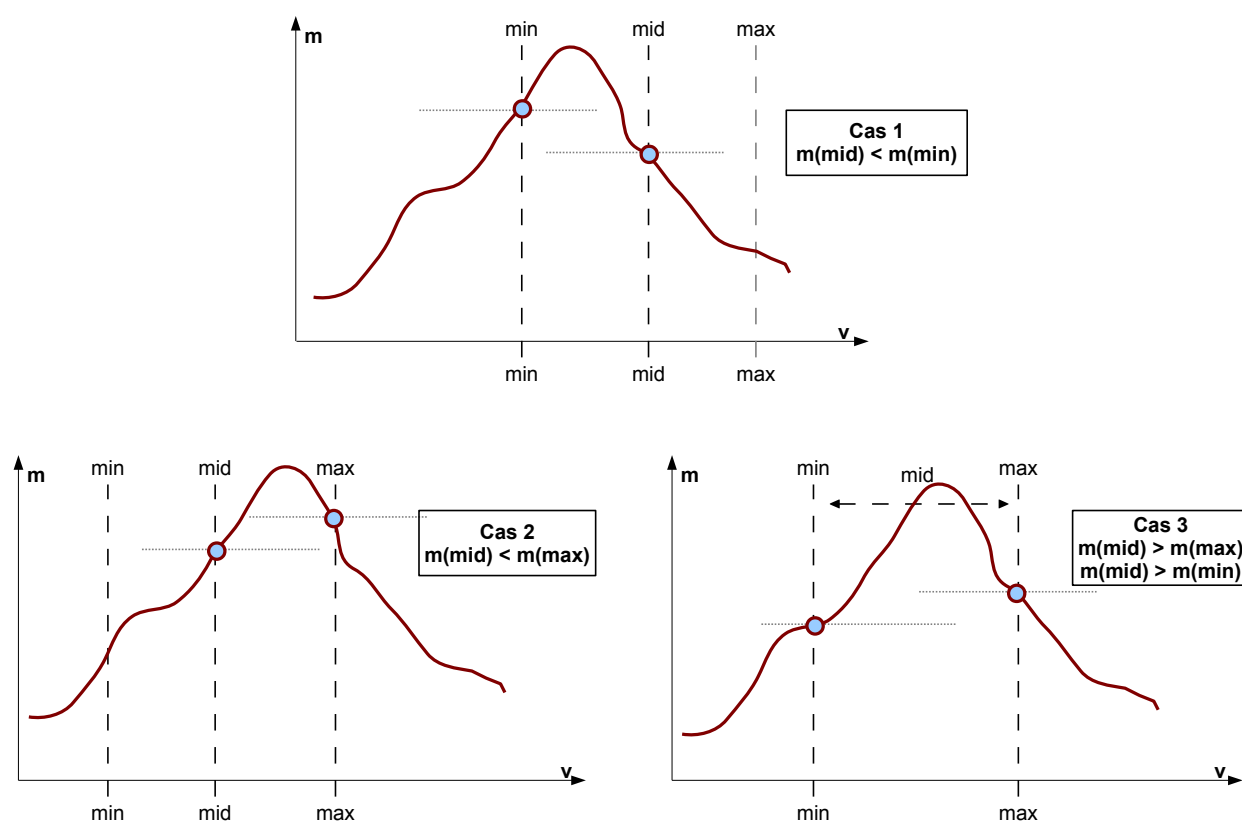 m
min
mid
max
Cas 1
m(mid) < m(min)
v
min
mid
max
m
min
mid
max
Cas 2
m(mid) < m(max)
v
min
mid
max
m
min
mid
max
Cas 3
m(mid) > m(max)
m(mid) > m(min)
v
min
max